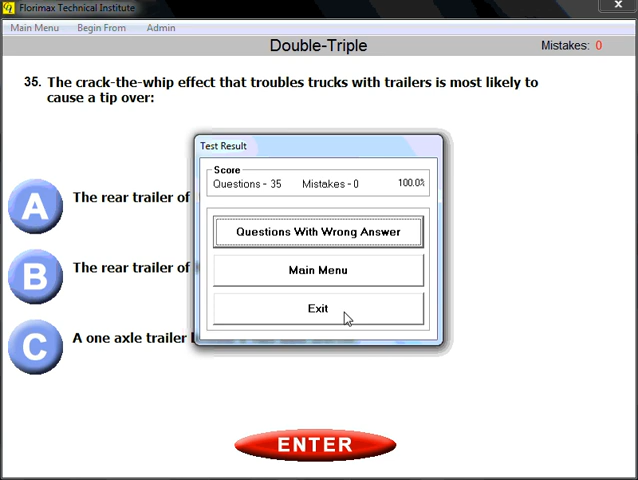 Florimax Technical Institute
Main Menu Begin From Admin
Double-Triple
Mistakes: 0
35. The crack-the-whip effect that troubles trucks with trailers is most likely to
cause a tip over:
Test Result
Score
Questions - 35 Mistakes - 0 100.0%
Questions With Wrong Answer
Main Menu
Exit
A The rear trailer of
B The rear trailer of
C A one axle trailer
ENTER